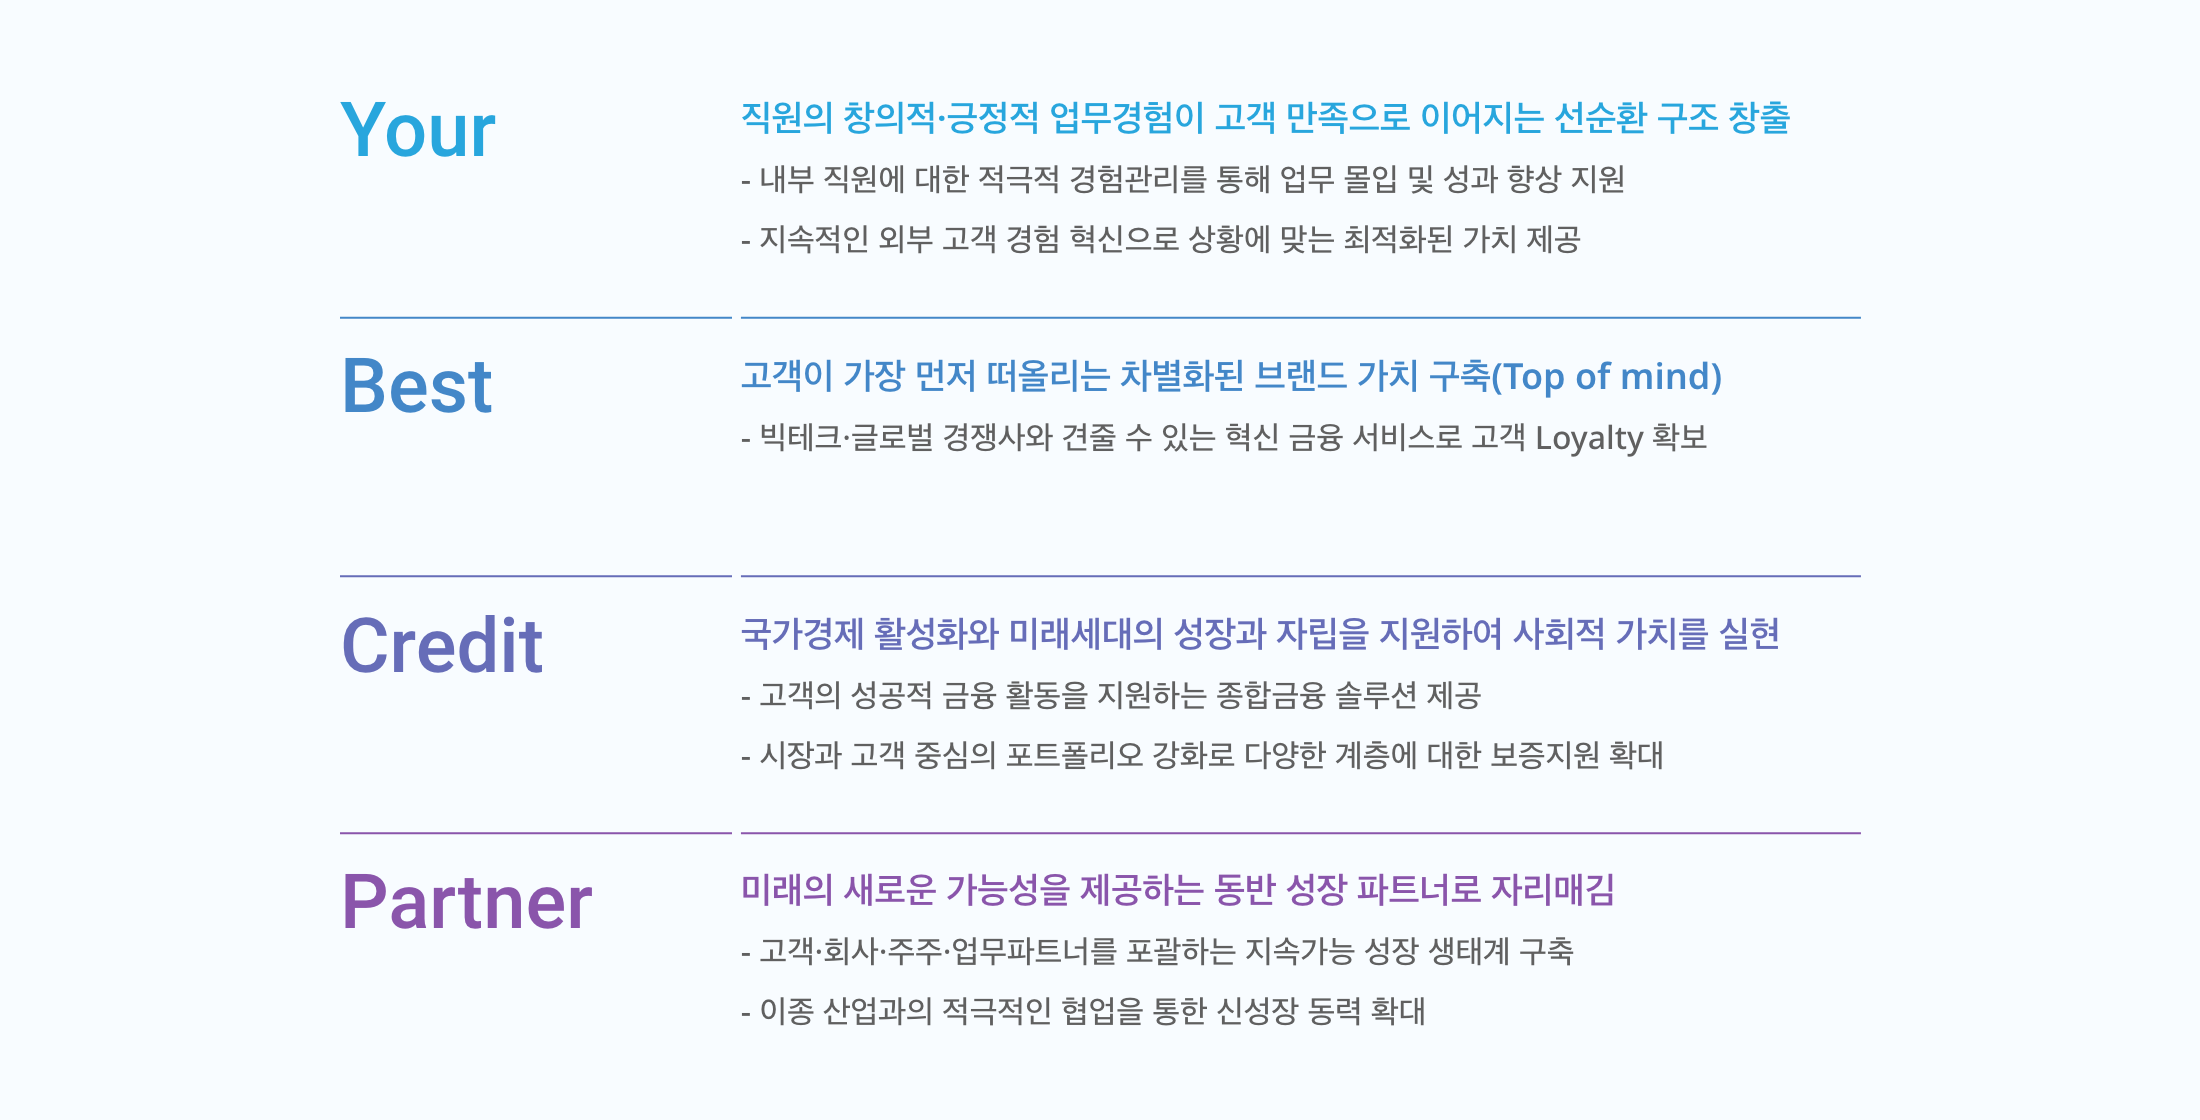 Your
직원의 창의적·긍정적 업무경험이 고객 만족으로 이어지는 선순환 구조 창출
- 내부 직원에 대한 적극적 경험관리를 통해 업무 몰입 및 성과 향상 지원
- 지속적인 외부 고객 경험 혁신으로 상황에 맞는 최적화된 가치 제공
Best
고객이 가장 먼저 떠올리는 차별화된 브랜드 가치 구축(Top of mind)
- 빅테크·글로벌 경쟁사와 견줄 수 있는 혁신 금융 서비스로 고객 Loyalty 확보
Credit
국가경제 활성화와 미래세대의 성장과 자립을 지원하여 사회적 가치를 실현
- 고객의 성공적 금융 활동을 지원하는 종합금융 솔루션 제공
- 시장과 고객 중심의 포트폴리오 강화로 다양한 계층에 대한 보증지원 확대
Partner
미래의 새로운 가능성을 제공하는 동반 성장 파트너로 자리매김
- 고객·회사·주주·업무파트너를 포괄하는 지속가능 성장 생태계 구축
- 이종 산업과의 적극적인 협업을 통한 신성장 동력 확대